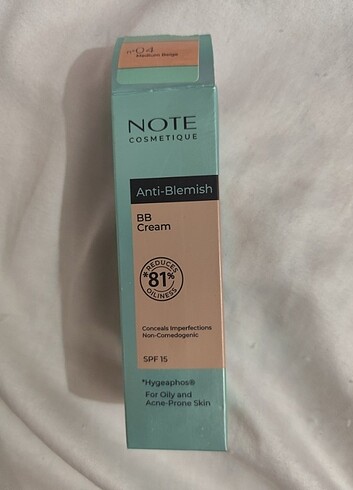 n°04
Medium Beige
NOTE
COSMETIQUE
Anti-Blemish
BB
Cream
REDUCES
81*
OILINESS
Conceals Imperfections
Non-Comedogenic
SPF 15
*Hygeaphos®
For Oily and
Acne-Prone Skin